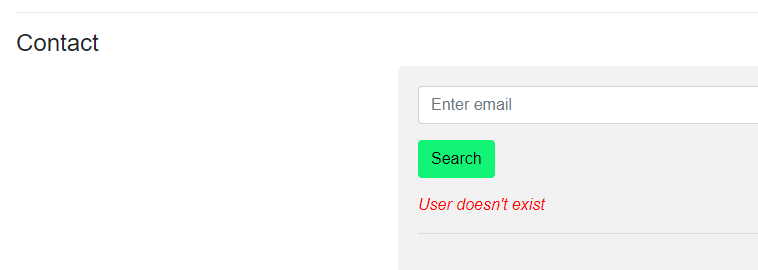 Contact
Enter email
Search
User doesn't exist